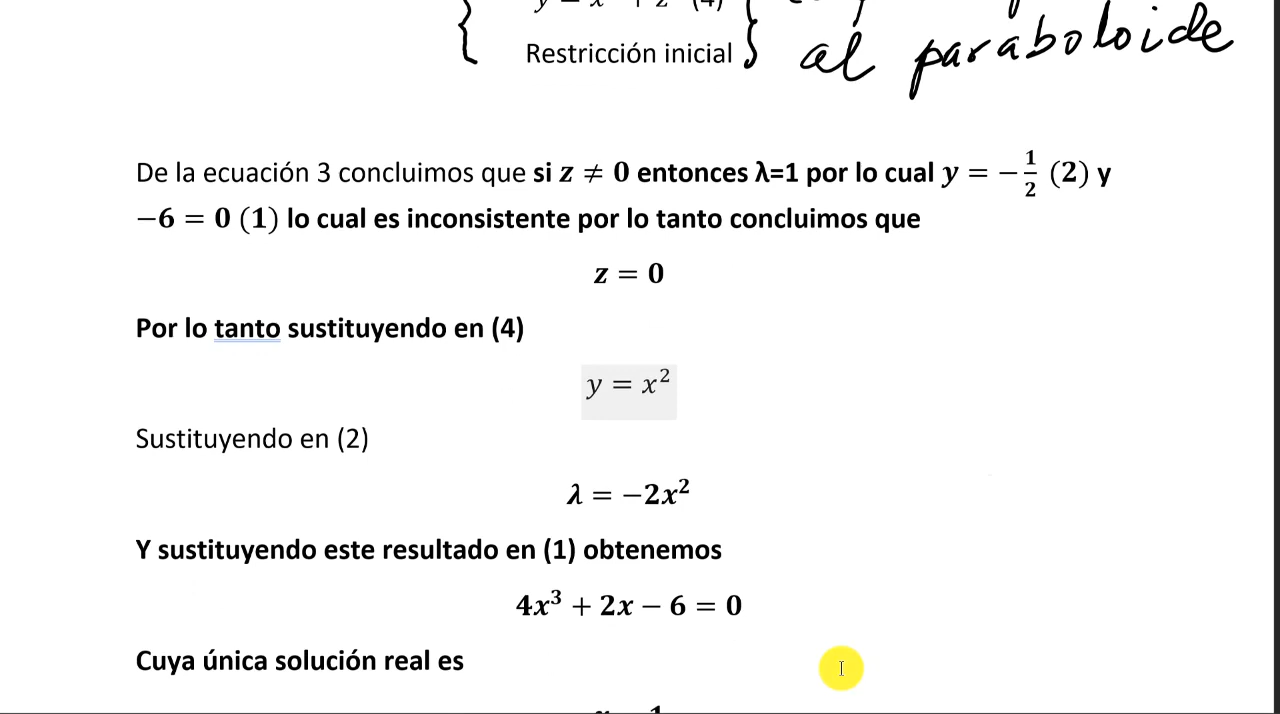 Restricción inicial
al paraboloide
De la ecuación 3 concluimos que si z ≠ 0 entonces λ=1 por lo cual y = −1/2 (2) y
−6 = 0 (1) lo cual es inconsistente por lo tanto concluimos que
z = 0
Por lo tanto sustituyendo en (4)
y = x²
Sustituyendo en (2)
λ = −2x²
Y sustituyendo este resultado en (1) obtenemos
4x³ + 2x − 6 = 0
Cuya única solución real es